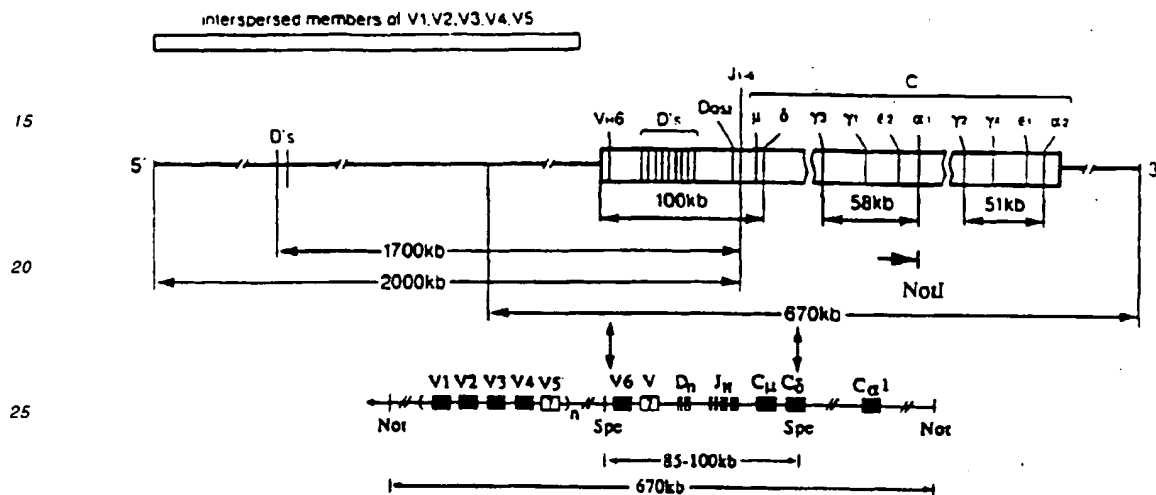 interspersed members of V1, V2, V3, V4, V5
15
5'
D's
VH6
D's
J1-4
C
μ δ γ3 γ1 ε2 α1 γ2 γ4 ε1 α2
3
100kb
58kb
51kb
1700kb
20
2000kb
NotI
670kb
V1 V2 V3 V4 V5 V6 V Dn JH Cμ Cδ Cα1
25
? ?
n
Not Spe Spe Not
85-100kb
670kb